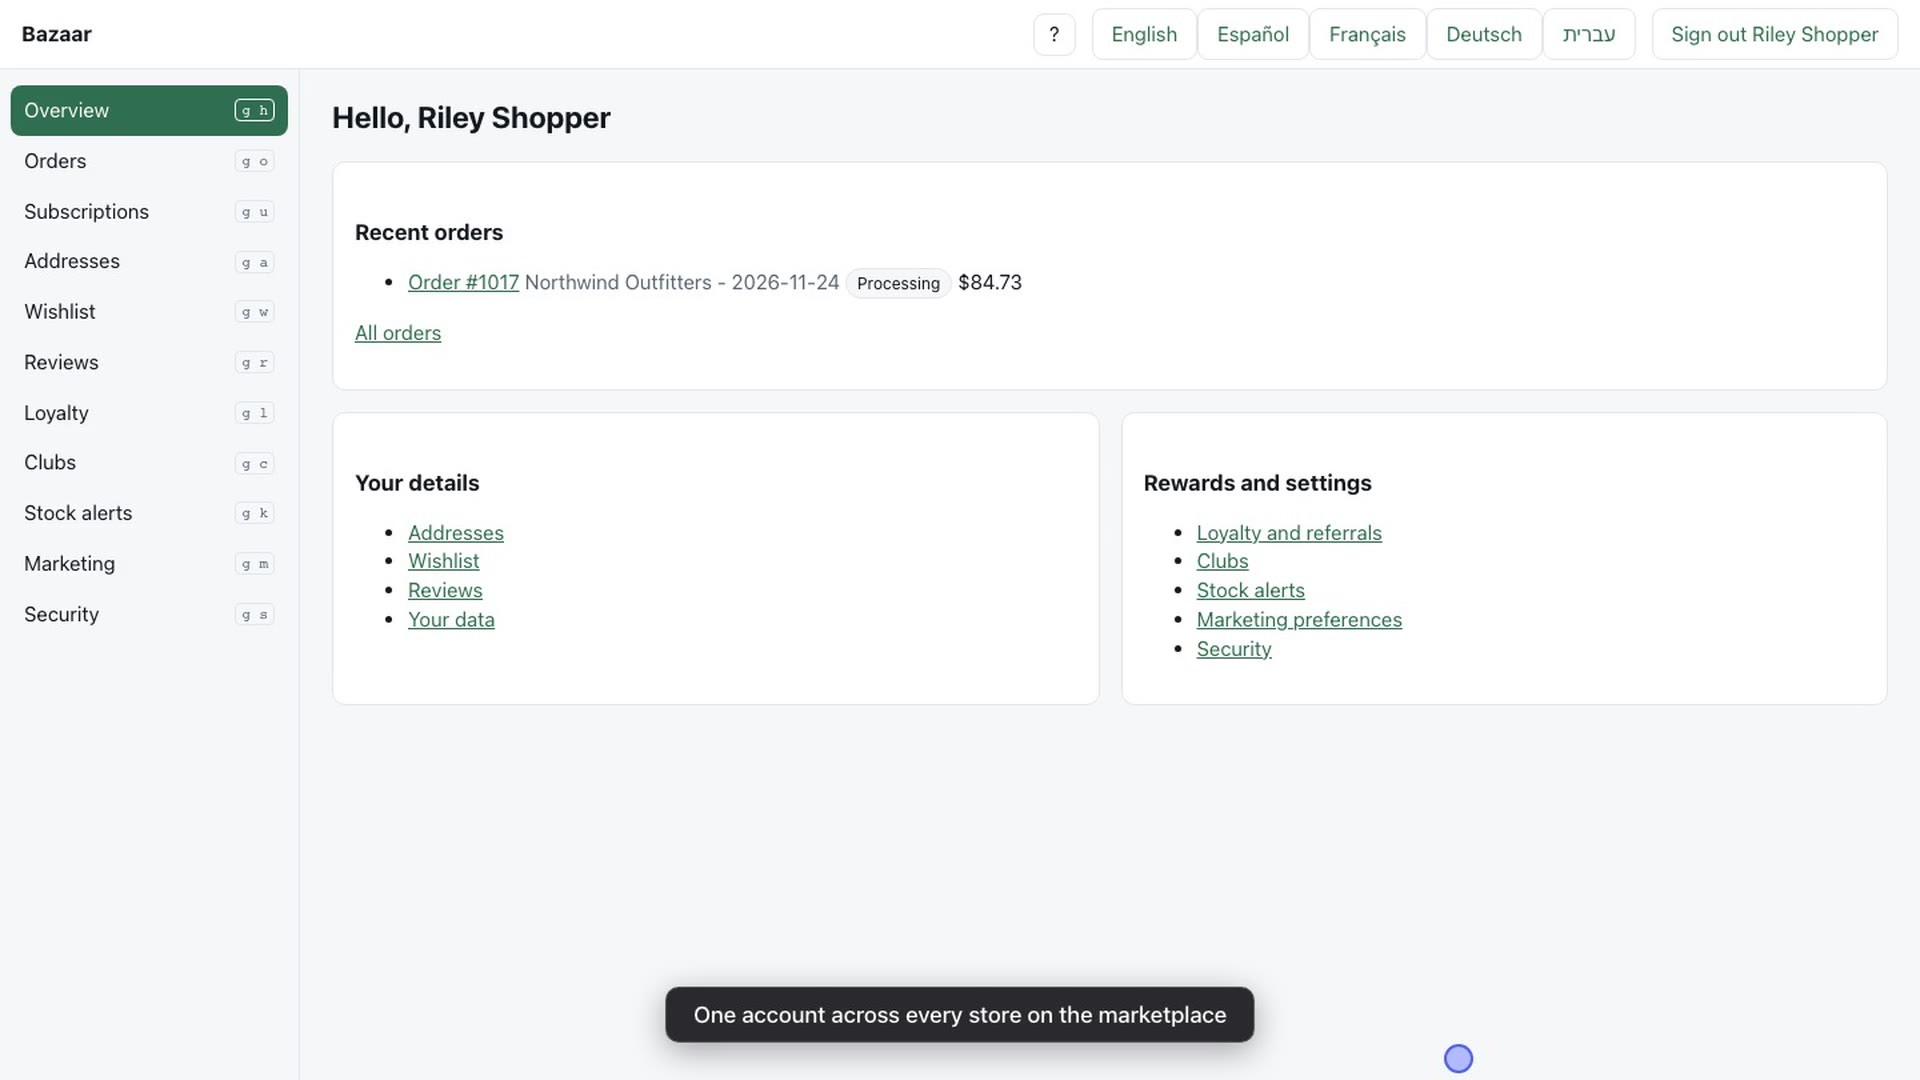 Bazaar
?
English
Español
Français
Deutsch
עברית
Sign out Riley Shopper
Overview g h
Orders g o
Subscriptions g u
Addresses g a
Wishlist g w
Reviews g r
Loyalty g l
Clubs g c
Stock alerts g k
Marketing g m
Security g s
Hello, Riley Shopper
Recent orders
Order #1017 Northwind Outfitters - 2026-11-24 Processing $84.73
All orders
Your details
Addresses
Wishlist
Reviews
Your data
Rewards and settings
Loyalty and referrals
Clubs
Stock alerts
Marketing preferences
Security
One account across every store on the marketplace